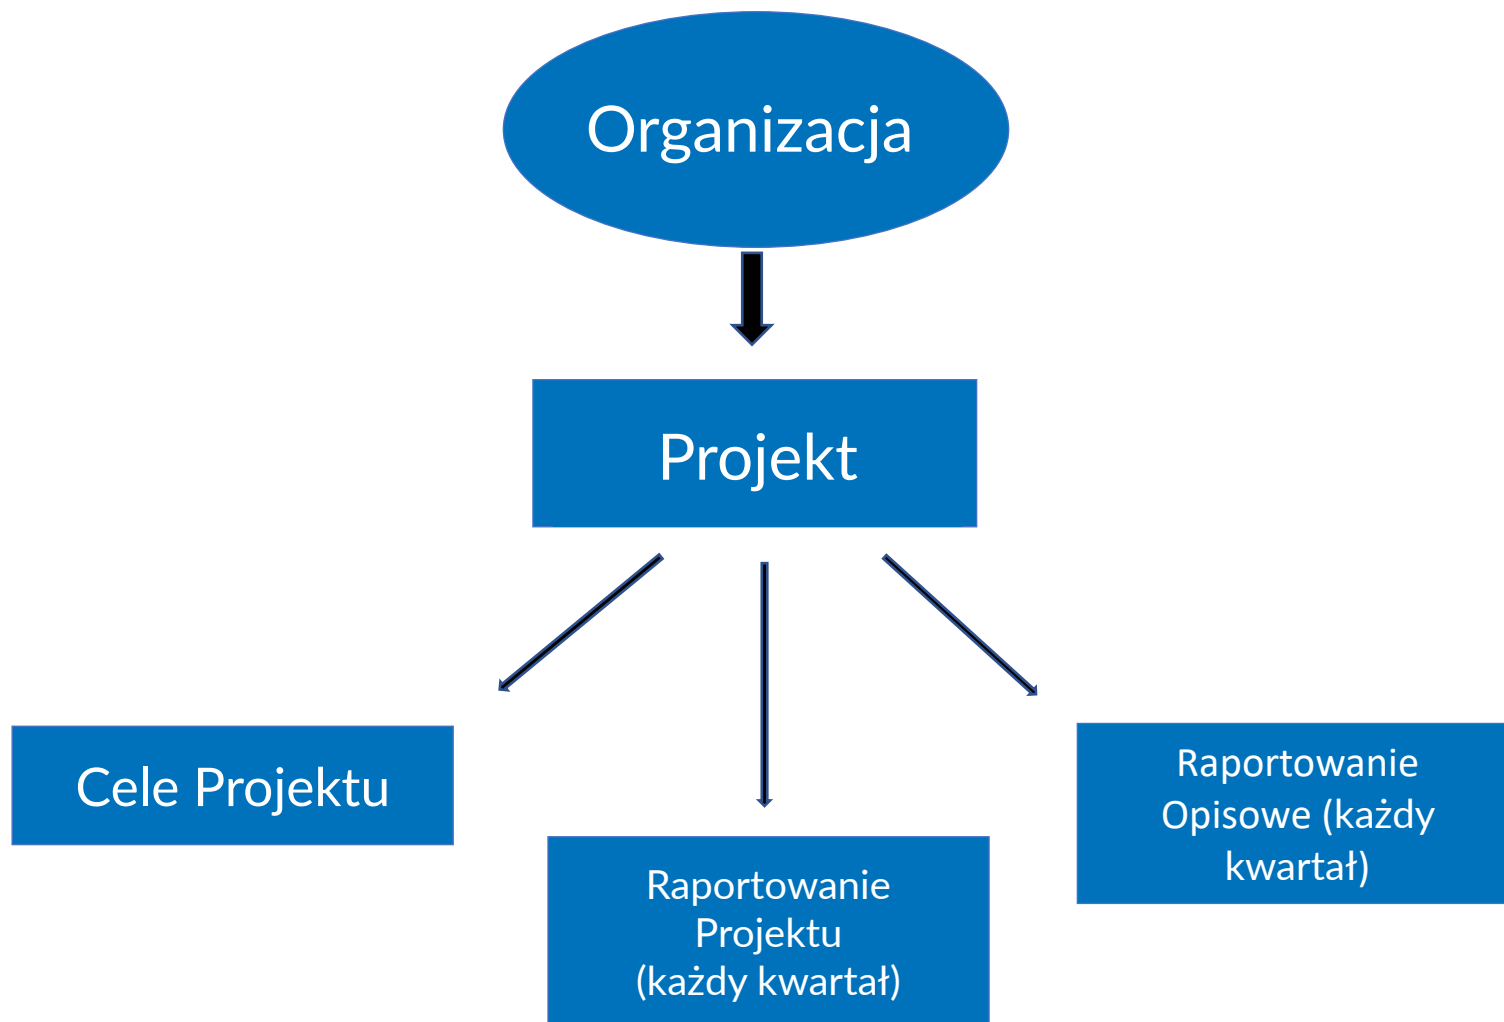 Organizacja
Projekt
Cele Projektu
Raportowanie
Projektu
(każdy kwartał)
Raportowanie
Opisowe (każdy
kwartał)